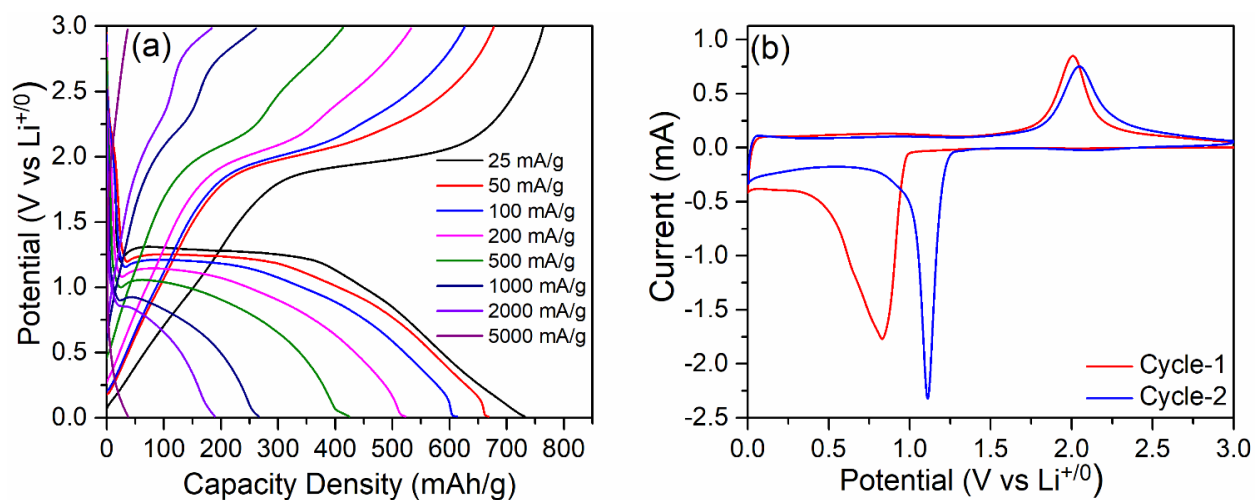 (a)
Potential (V vs Li+/0)
3.0
2.5
2.0
1.5
1.0
0.5
0.0
25 mA/g
50 mA/g
100 mA/g
200 mA/g
500 mA/g
1000 mA/g
2000 mA/g
5000 mA/g
0 100 200 300 400 500 600 700 800
Capacity Density (mAh/g)
(b)
Current (mA)
1.0
0.5
0.0
-0.5
-1.0
-1.5
-2.0
-2.5
Cycle-1
Cycle-2
0.0 0.5 1.0 1.5 2.0 2.5 3.0
Potential (V vs Li+/0)